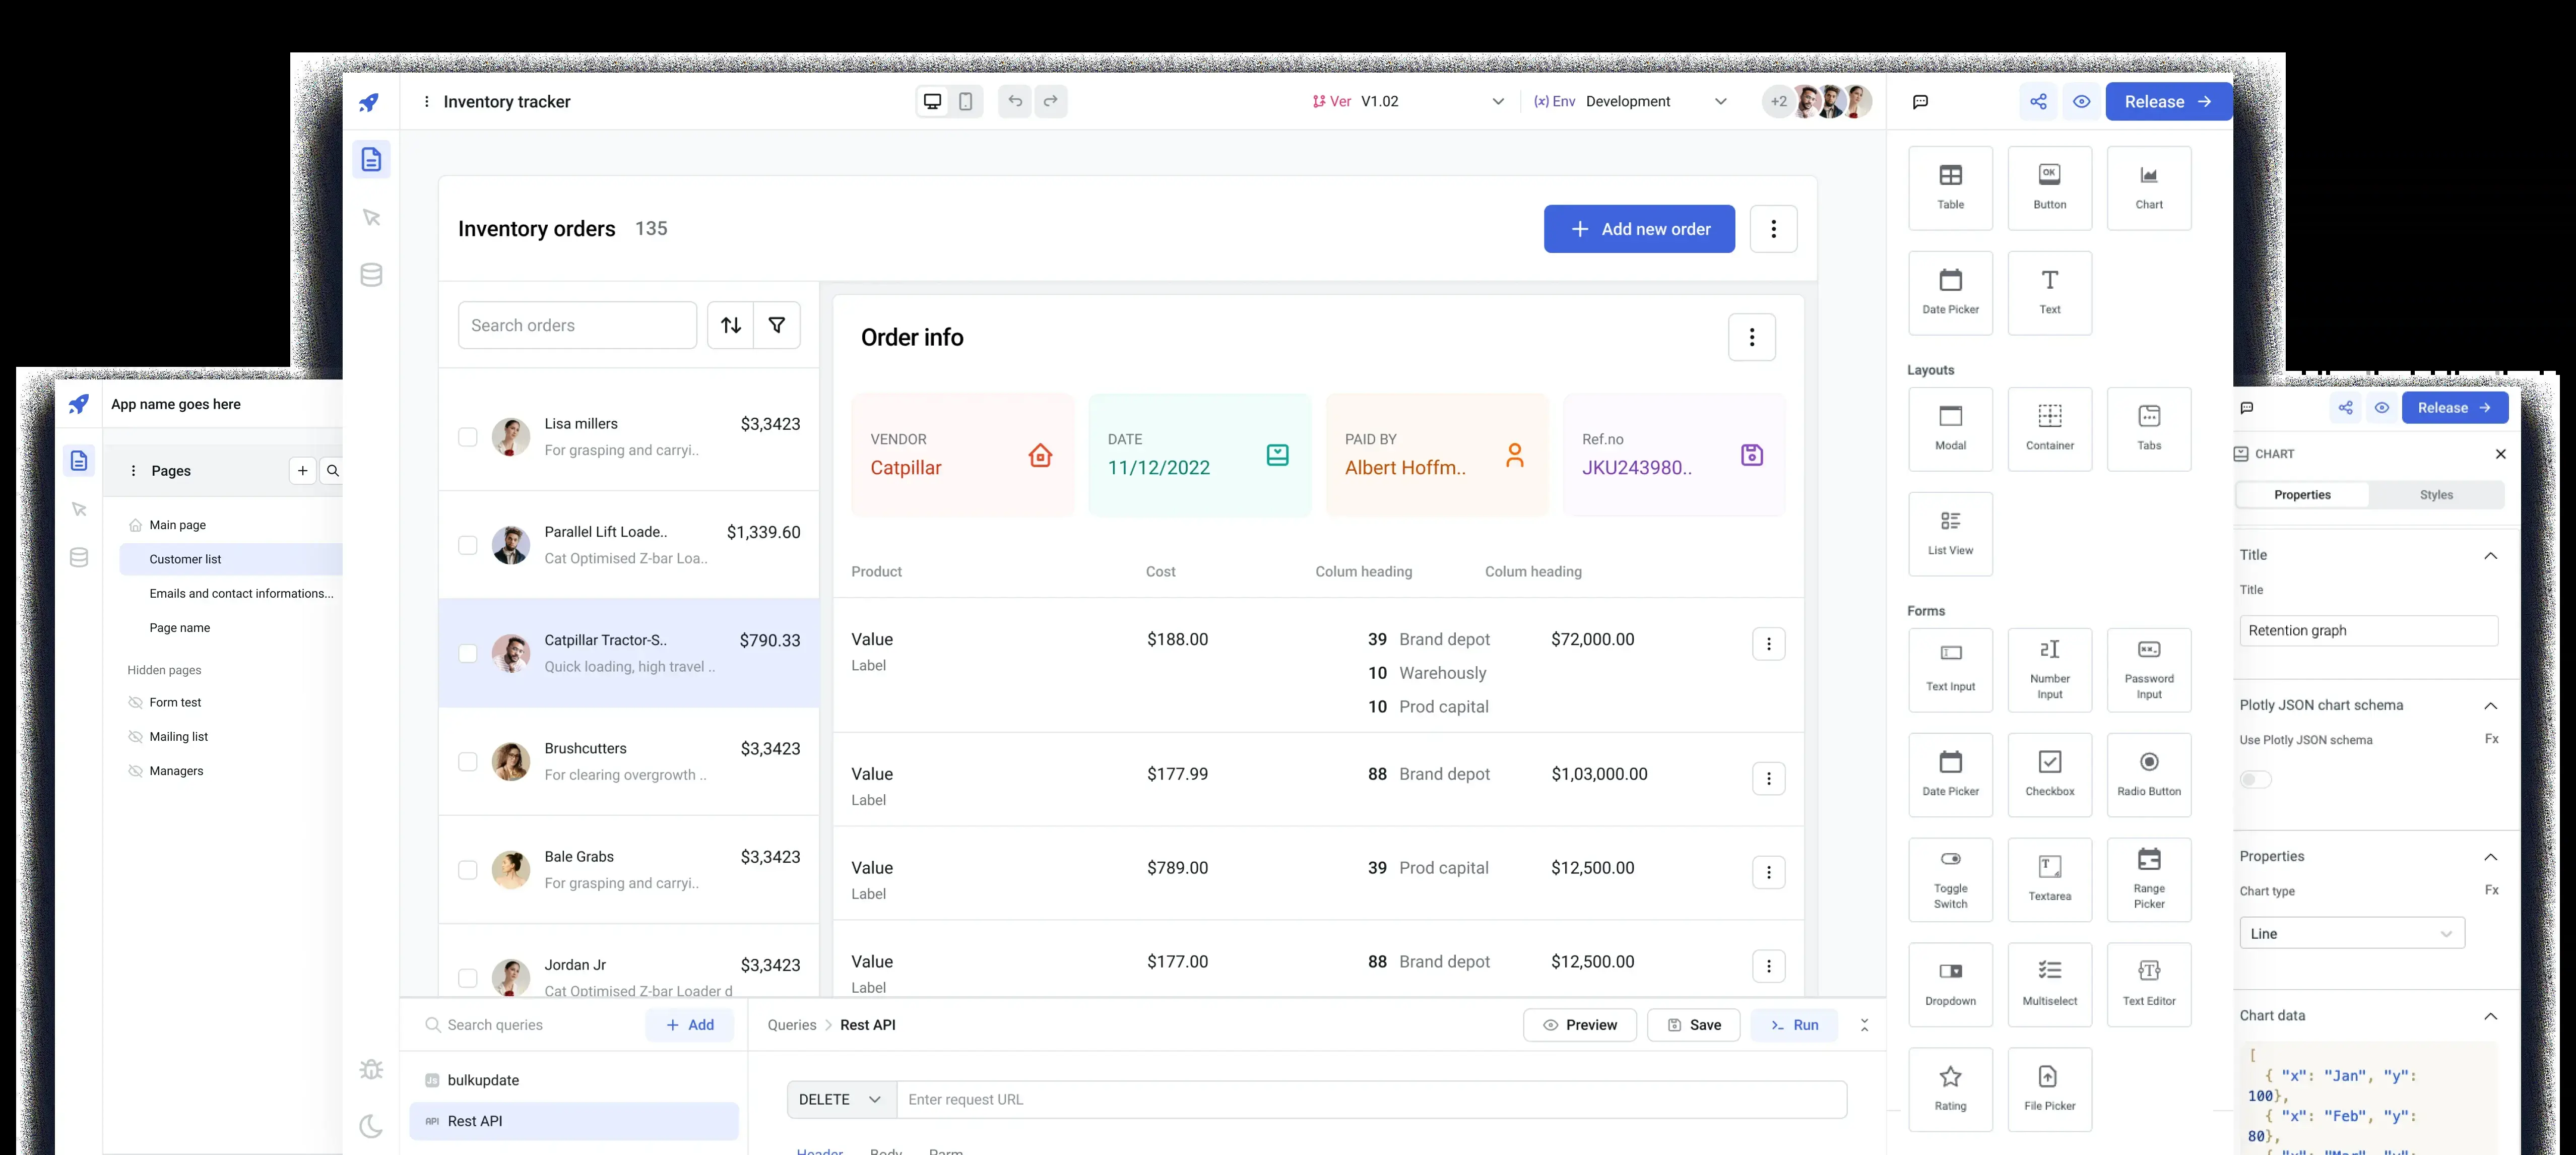 Inventory tracker
Ver V1.02
(x) Env Development
+2
Release
Inventory orders 135
Add new order
Search orders
Lisa millers $3,3423
For grasping and carryi..
Parallel Lift Loade.. $1,339.60
Cat Optimised Z-bar Loa..
Catpillar Tractor-S.. $790.33
Quick loading, high travel ..
Brushcutters $3,3423
For clearing overgrowth ..
Bale Grabs $3,3423
For grasping and carryi..
Jordan Jr $3,3423
Cat Optimised Z-bar Loader d
Order info
VENDOR
Catpillar
DATE
11/12/2022
PAID BY
Albert Hoffm..
Ref.no
JKU243980..
Product Cost Colum heading Colum heading
Value $188.00 39 Brand depot $72,000.00
Label
10 Warehously
10 Prod capital
Value $177.99 88 Brand depot $1,03,000.00
Label
Value $789.00 39 Prod capital $12,500.00
Label
Value $177.00 88 Brand depot $12,500.00
Label
Search queries
Add
Js bulkupdate
API Rest API
Queries > Rest API
Preview
Save
Run
DELETE
Enter request URL
Header Body Parm
Table
OK
Button
Chart
Date Picker
Text
Layouts
Modal
Container
Tabs
List View
Forms
Text Input
Number
Input
Password
Input
Date Picker
Checkbox
Radio Button
Toggle
Switch
Textarea
Range
Picker
Dropdown
Multiselect
Text Editor
Rating
File Picker
App name goes here
Pages
Main page
Customer list
Emails and contact informations...
Page name
Hidden pages
Form test
Mailing list
Managers
Release
CHART
Properties Styles
Title
Title
Retention graph
Plotly JSON chart schema
Use Plotly JSON schema Fx
Properties
Chart type Fx
Line
Chart data
[
{ "x": "Jan", "y":
100},
{ "x": "Feb", "y":
80},
{ "x": "Mar", "y":